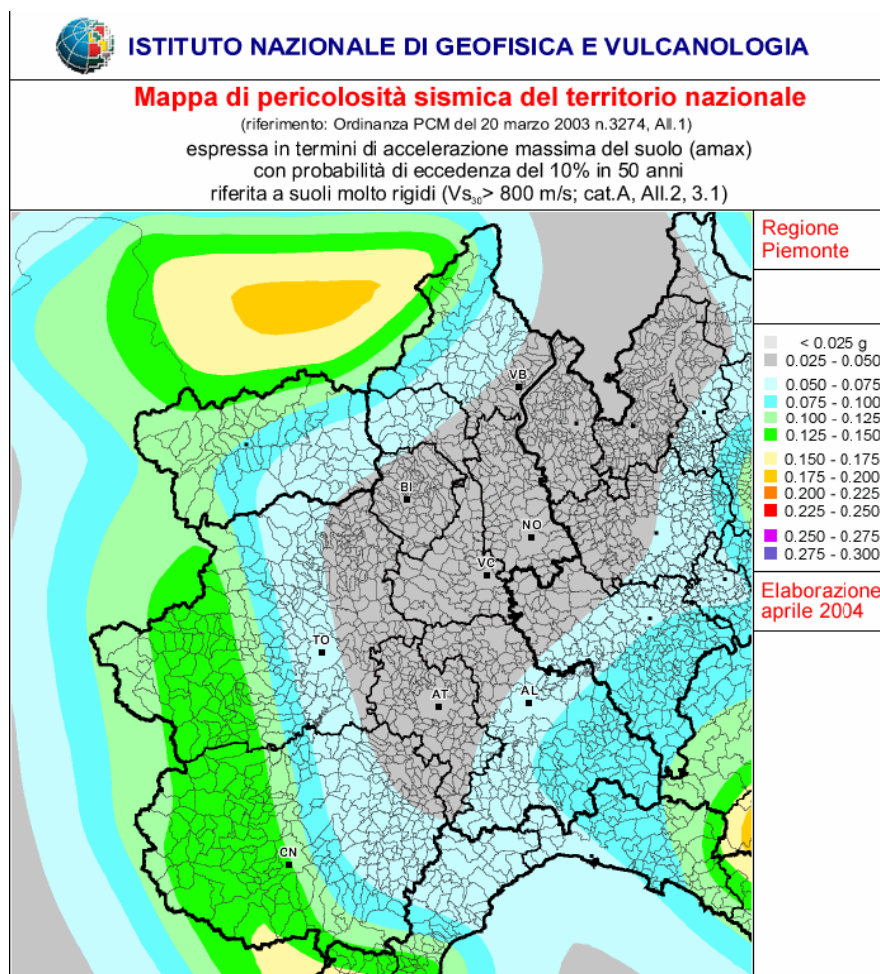 ISTITUTO NAZIONALE DI GEOFISICA E VULCANOLOGIA
Mappa di pericolosità sismica del territorio nazionale
(riferimento: Ordinanza PCM del 20 marzo 2003 n.3274, All.1)
espressa in termini di accelerazione massima del suolo (amax)
con probabilità di eccedenza del 10% in 50 anni
riferita a suoli molto rigidi (Vs30> 800 m/s; cat.A, All.2, 3.1)
Regione
Piemonte
< 0.025 g
0.025 - 0.050
0.050 - 0.075
0.075 - 0.100
0.100 - 0.125
0.125 - 0.150
0.150 - 0.175
0.175 - 0.200
0.200 - 0.225
0.225 - 0.250
0.250 - 0.275
0.275 - 0.300
Elaborazione
aprile 2004
VB
BI
NO
VC
TO
AT
AL
CN